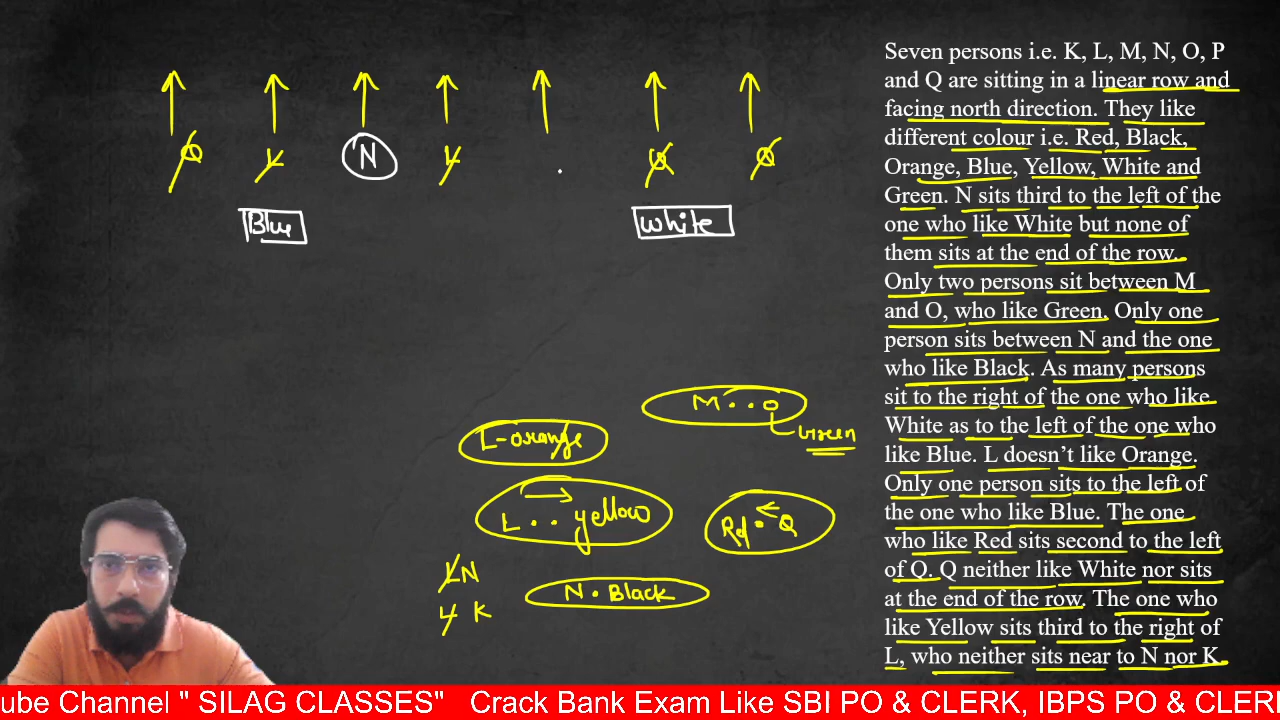 Seven persons i.e. K, L, M, N, O, P
and Q are sitting in a linear row and
facing north direction. They like
different colour i.e. Red, Black,
Orange, Blue, Yellow, White and
Green. N sits third to the left of the
one who like White but none of
them sits at the end of the row.
Only two persons sit between M
and O, who like Green. Only one
person sits between N and the one
who like Black. As many persons
sit to the right of the one who like
White as to the left of the one who
like Blue. L doesn't like Orange.
Only one person sits to the left of
the one who like Blue. The one
who like Red sits second to the left
of Q. Q neither like White nor sits
at the end of the row. The one who
like Yellow sits third to the right of
L, who neither sits near to N nor K.
N
Blue
White
M . . O
Green
L-orange
L . . yellow
Red . Q
LN
K
N . Black
ube Channel " SILAG CLASSES" Crack Bank Exam Like SBI PO & CLERK, IBPS PO & CLER